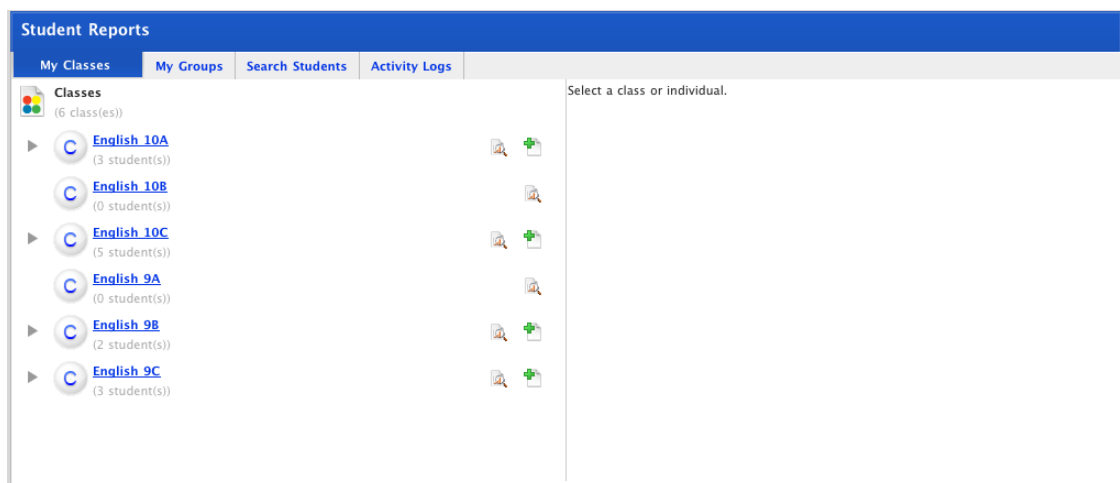 Student Reports
My Classes My Groups Search Students Activity Logs
Classes
(6 class(es))
Select a class or individual.
C English 10A
(3 student(s))
C English 10B
(0 student(s))
C English 10C
(5 student(s))
C English 9A
(0 student(s))
C English 9B
(2 student(s))
C English 9C
(3 student(s))